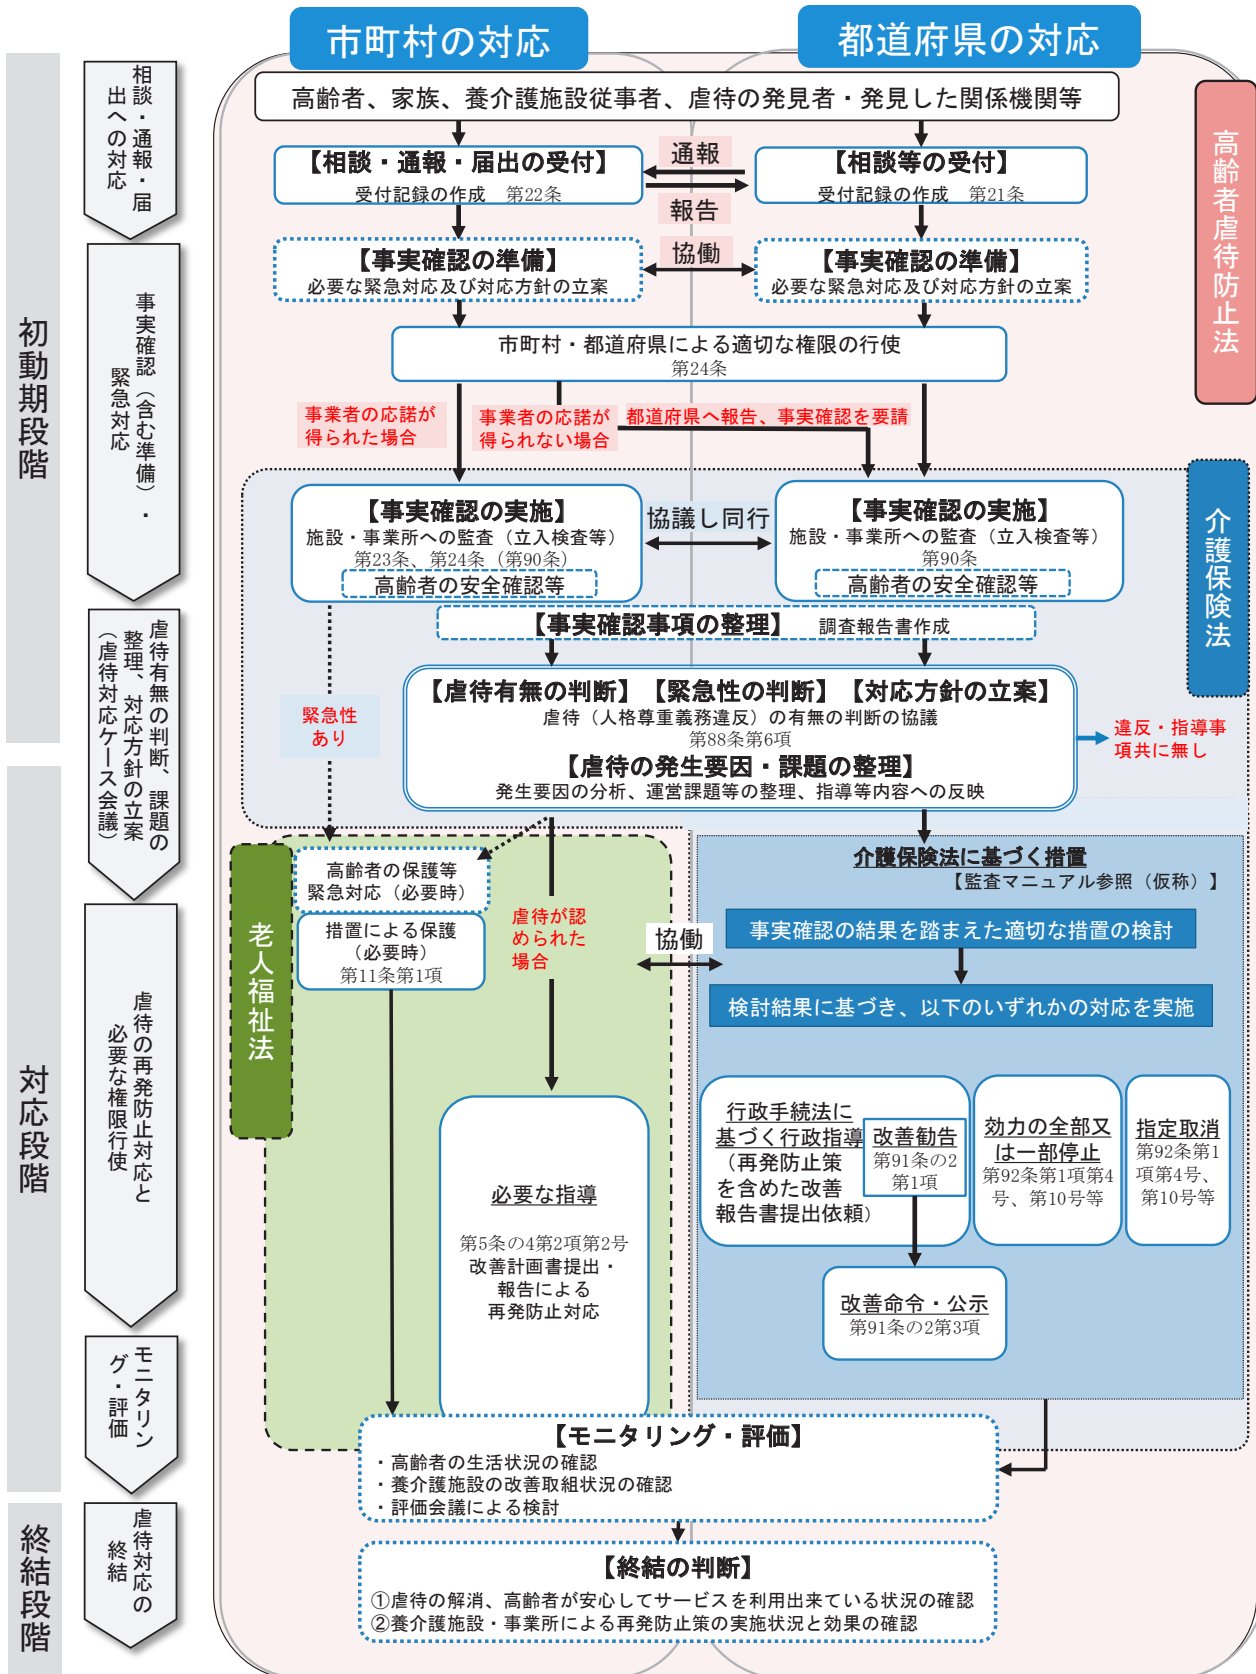 市町村の対応
都道府県の対応
初動期段階
対応段階
終結段階
相談・通報・届
出への対応
事実確認（含む準備）・
緊急対応
虐待有無の判断、課題の
整理、対応方針の立案
（虐待対応ケース会議）
虐待の再発防止対応と
必要な権限行使
モニタリン
グ・評価
虐待対応の
終結
高齢者虐待防止法
介護保険法
老人福祉法
高齢者、家族、養介護施設従事者、虐待の発見者・発見した関係機関等
【相談・通報・届出の受付】
受付記録の作成　第22条
通報
報告
【相談等の受付】
受付記録の作成　第21条
【事実確認の準備】
必要な緊急対応及び対応方針の立案
協働
【事実確認の準備】
必要な緊急対応及び対応方針の立案
市町村・都道府県による適切な権限の行使
第24条
事業者の応諾が
得られた場合
事業者の応諾が
得られない場合
都道府県へ報告、事実確認を要請
【事実確認の実施】
施設・事業所への監査（立入検査等）
第23条、第24条（第90条）
高齢者の安全確認等
協議し同行
【事実確認の実施】
施設・事業所への監査（立入検査等）
第90条
高齢者の安全確認等
【事実確認事項の整理】　調査報告書作成
【虐待有無の判断】【緊急性の判断】【対応方針の立案】
虐待（人格尊重義務違反）の有無の判断の協議
第88条第6項
【虐待の発生要因・課題の整理】
発生要因の分析、運営課題等の整理、指導等内容への反映
緊急性
あり
違反・指導事
項共に無し
高齢者の保護等
緊急対応（必要時）
措置による保護
（必要時）
第11条第1項
虐待が認
められた
場合
協働
必要な指導
第5条の4第2項第2号
改善計画書提出・
報告による
再発防止対応
介護保険法に基づく措置
【監査マニュアル参照（仮称）】
事実確認の結果を踏まえた適切な措置の検討
検討結果に基づき、以下のいずれかの対応を実施
行政手続法に
基づく行政指導
（再発防止策
を含めた改善
報告書提出依頼）
改善勧告
第91条の2
第1項
効力の全部又
は一部停止
第92条第1項第4
号、第10号等
指定取消
第92条第1
項第4号、
第10号等
改善命令・公示
第91条の2第3項
【モニタリング・評価】
・高齢者の生活状況の確認
・養介護施設の改善取組状況の確認
・評価会議による検討
【終結の判断】
①虐待の解消、高齢者が安心してサービスを利用出来ている状況の確認
②養介護施設・事業所による再発防止策の実施状況と効果の確認